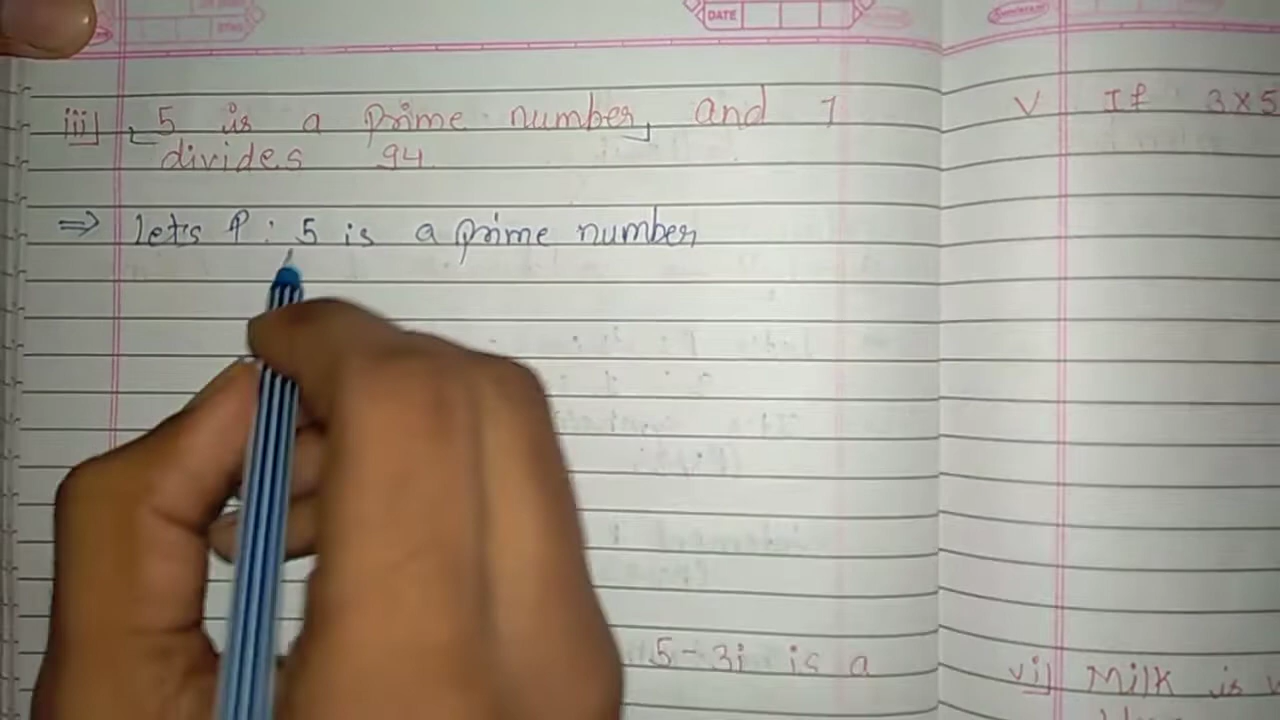 DATE
iii] 5 is a prime number, and 7
divides 94
⇒ let's P : 5 is a prime number
5-3i is a
V If 3×5
vi] Milk is